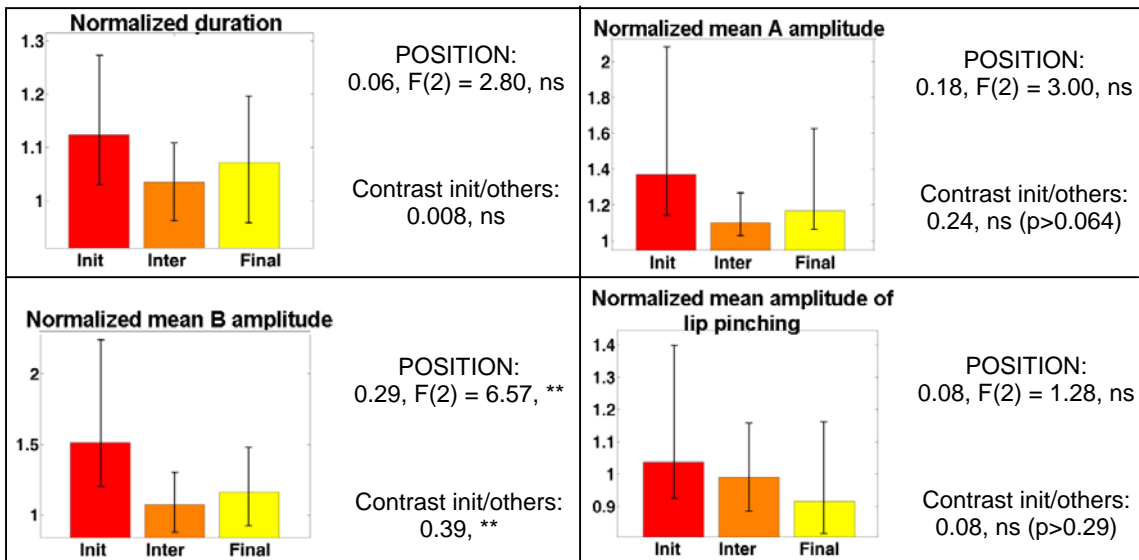 Normalized duration
1.3
1.2
1.1
1
Init Inter Final
POSITION:
0.06, F(2) = 2.80, ns
Contrast init/others:
0.008, ns
Normalized mean A amplitude
2
1.8
1.6
1.4
1.2
1
Init Inter Final
POSITION:
0.18, F(2) = 3.00, ns
Contrast init/others:
0.24, ns (p>0.064)
Normalized mean B amplitude
2
1.5
1
Init Inter Final
POSITION:
0.29, F(2) = 6.57, **
Contrast init/others:
0.39, **
Normalized mean amplitude of
lip pinching
1.4
1.3
1.2
1.1
1
0.9
Init Inter Final
POSITION:
0.08, F(2) = 1.28, ns
Contrast init/others:
0.08, ns (p>0.29)